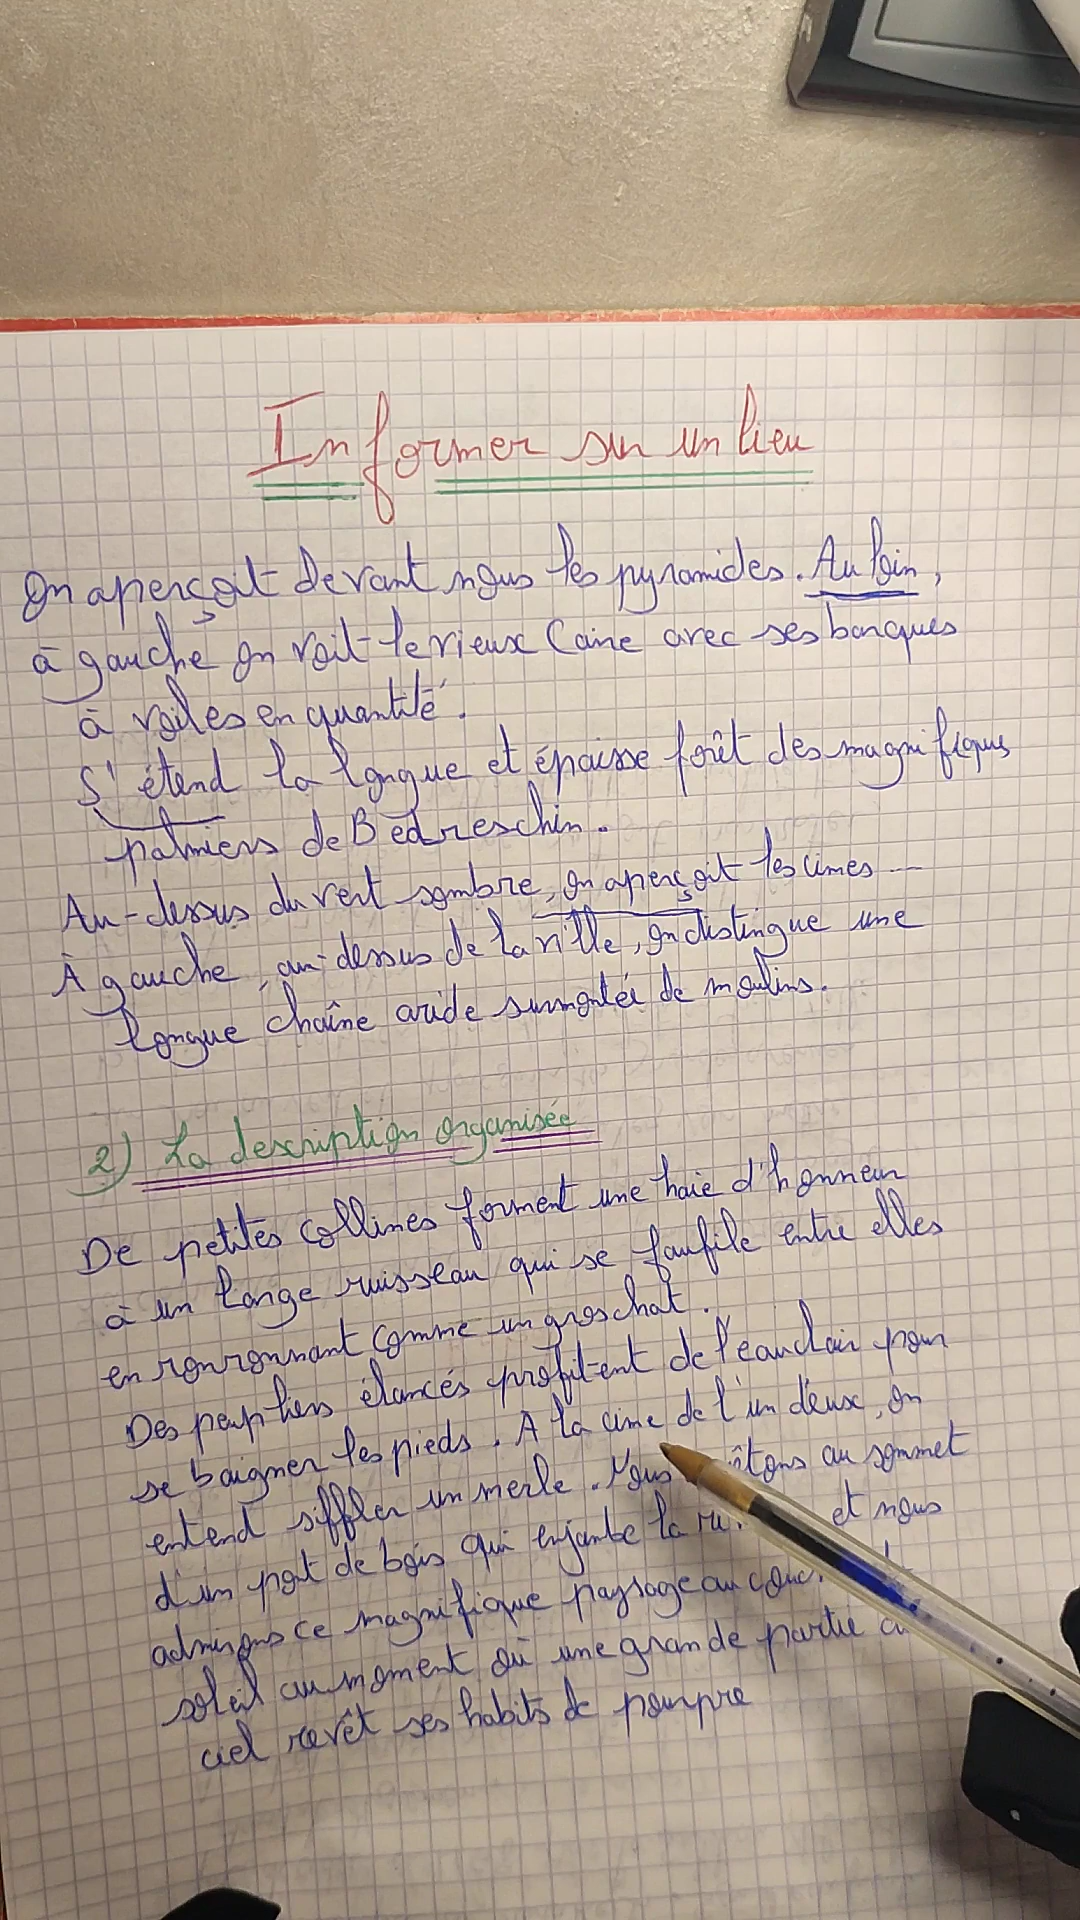 Informer sur un lieu
On aperçoit devant nous les pyramides. Au loin,
à gauche on voit le vieux Caire avec ses barques
à voiles en quantité.
S'étend la longue et épaisse forêt des magnifiques
palmiers de Bedreschin.
Au-dessus du vert sombre, on aperçoit les cimes ---
À gauche, au-dessus de la ville, on distingue une
longue chaîne aride surmontée de moulins.
2) La description organisée
De petites collines forment une haie d'honneur
à un large ruisseau qui se faufile entre elles
en ronronnant comme un gros chat.
Des peupliers élancés profitent de l'eau clair pour
se baigner les pieds. A la cime de l'un deux, on
entend siffler un merle. Nous au sommet
d'un pont de bois qui enjambe la et nous
admirons ce magnifique paysage au
soleil au moment où une grande partie
ciel revêt ses habits de pourpre